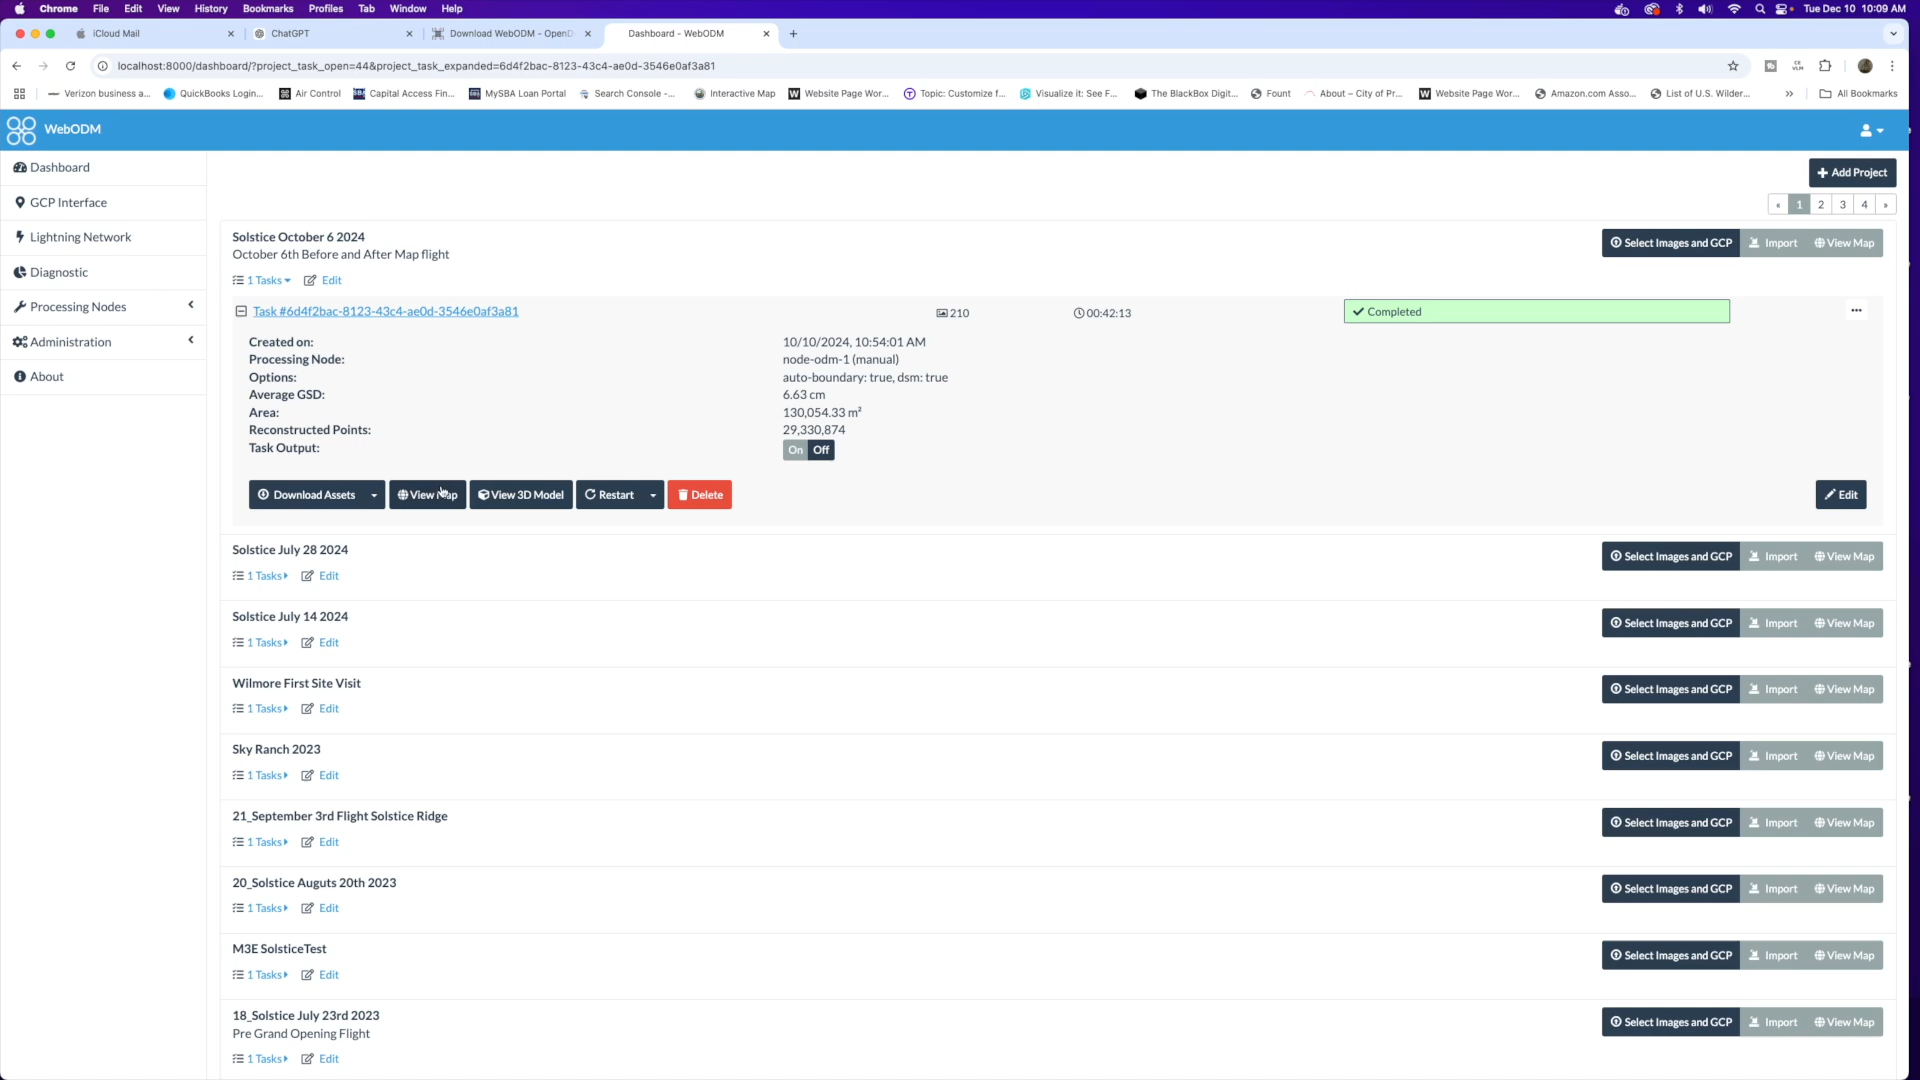 Chrome File Edit View History Bookmarks Profiles Tab Window Help Tue Dec 10 10:09 AM
iCloud Mail ChatGPT Download WebODM - OpenD Dashboard - WebODM
localhost:8000/dashboard/?project_task_open=44&project_task_expanded=6d4f2bac-8123-43c4-ae0d-3546e0af3a81
Verizon business a... QuickBooks Login... Air Control Capital Access Fin... MySBA Loan Portal Search Console -... Interactive Map Website Page Wor... Topic: Customize f... Visualize it: See F... The BlackBox Digit... Fount About – City of Pr... Website Page Wor... Amazon.com Asso... List of U.S. Wilder... » All Bookmarks
WebODM
Dashboard
GCP Interface
Lightning Network
Diagnostic
Processing Nodes
Administration
About
+ Add Project
« 1 2 3 4 »
Solstice October 6 2024
October 6th Before and After Map flight
Select Images and GCP Import View Map
1 Tasks Edit
Task #6d4f2bac-8123-43c4-ae0d-3546e0af3a81 210 00:42:13 Completed
Created on: 10/10/2024, 10:54:01 AM
Processing Node: node-odm-1 (manual)
Options: auto-boundary: true, dsm: true
Average GSD: 6.63 cm
Area: 130,054.33 m²
Reconstructed Points: 29,330,874
Task Output: On Off
Download Assets View Map View 3D Model Restart Delete Edit
Solstice July 28 2024
Select Images and GCP Import View Map
1 Tasks Edit
Solstice July 14 2024
Select Images and GCP Import View Map
1 Tasks Edit
Wilmore First Site Visit
Select Images and GCP Import View Map
1 Tasks Edit
Sky Ranch 2023
Select Images and GCP Import View Map
1 Tasks Edit
21_September 3rd Flight Solstice Ridge
Select Images and GCP Import View Map
1 Tasks Edit
20_Solstice Auguts 20th 2023
Select Images and GCP Import View Map
1 Tasks Edit
M3E SolsticeTest
Select Images and GCP Import View Map
1 Tasks Edit
18_Solstice July 23rd 2023
Pre Grand Opening Flight
Select Images and GCP Import View Map
1 Tasks Edit